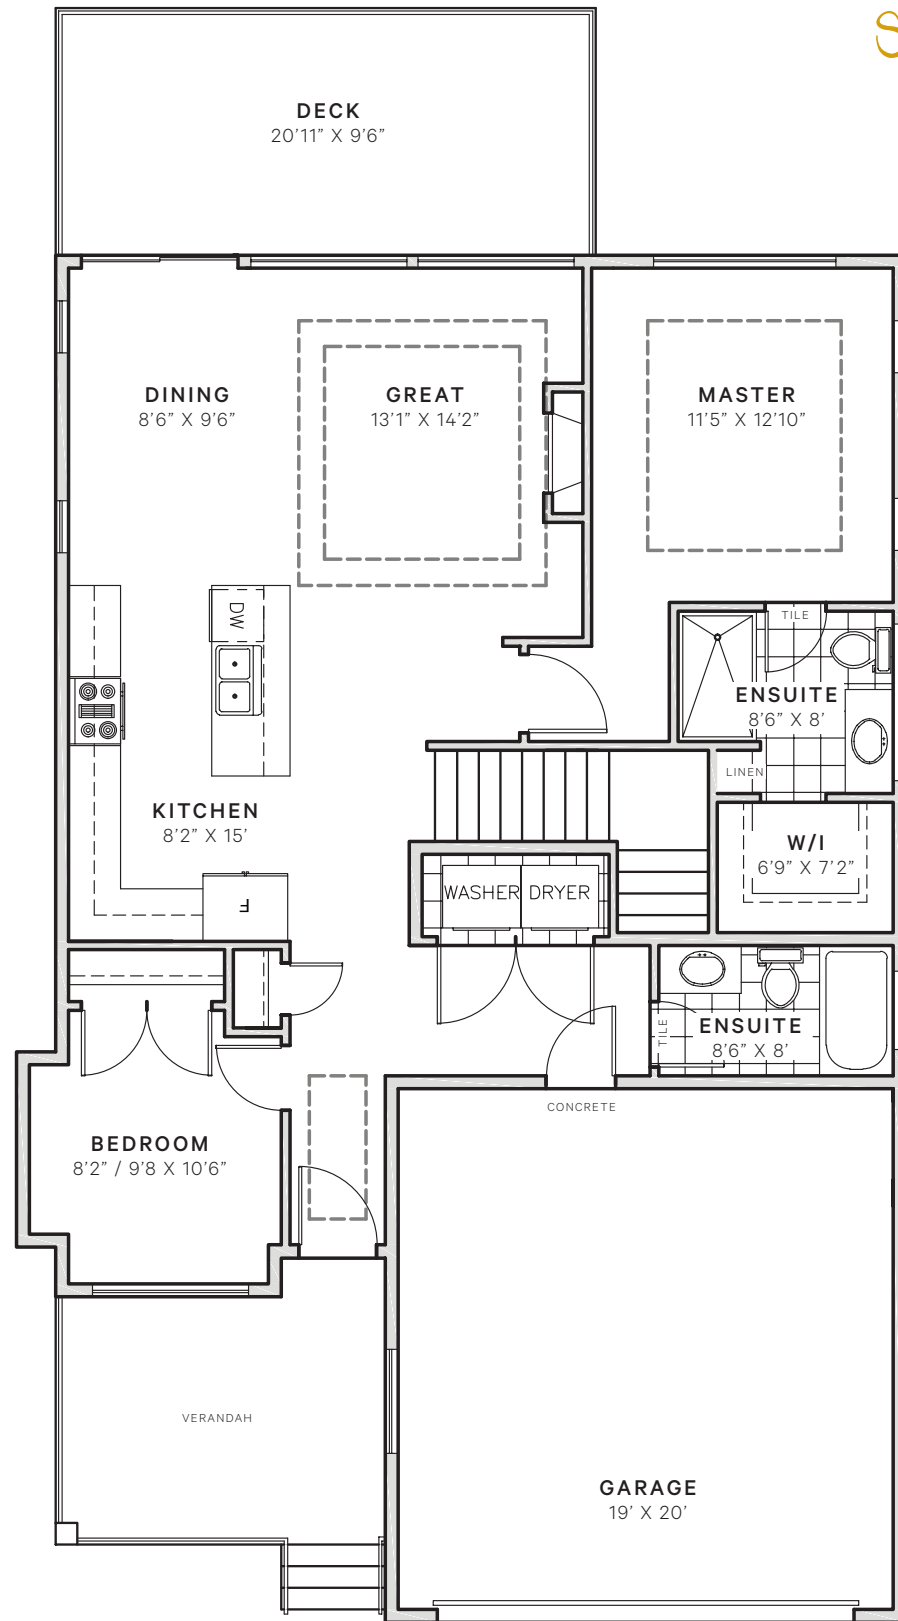 S
DECK
20'11" X 9'6"
DINING
8'6" X 9'6"
GREAT
13'1" X 14'2"
MASTER
11'5" X 12'10"
DW
TILE
ENSUITE
8'6" X 8'
LINEN
KITCHEN
8'2" X 15'
W/I
6'9" X 7'2"
WASHER
DRYER
F
TILE
ENSUITE
8'6" X 8'
CONCRETE
BEDROOM
8'2" / 9'8 X 10'6"
VERANDAH
GARAGE
19' X 20'